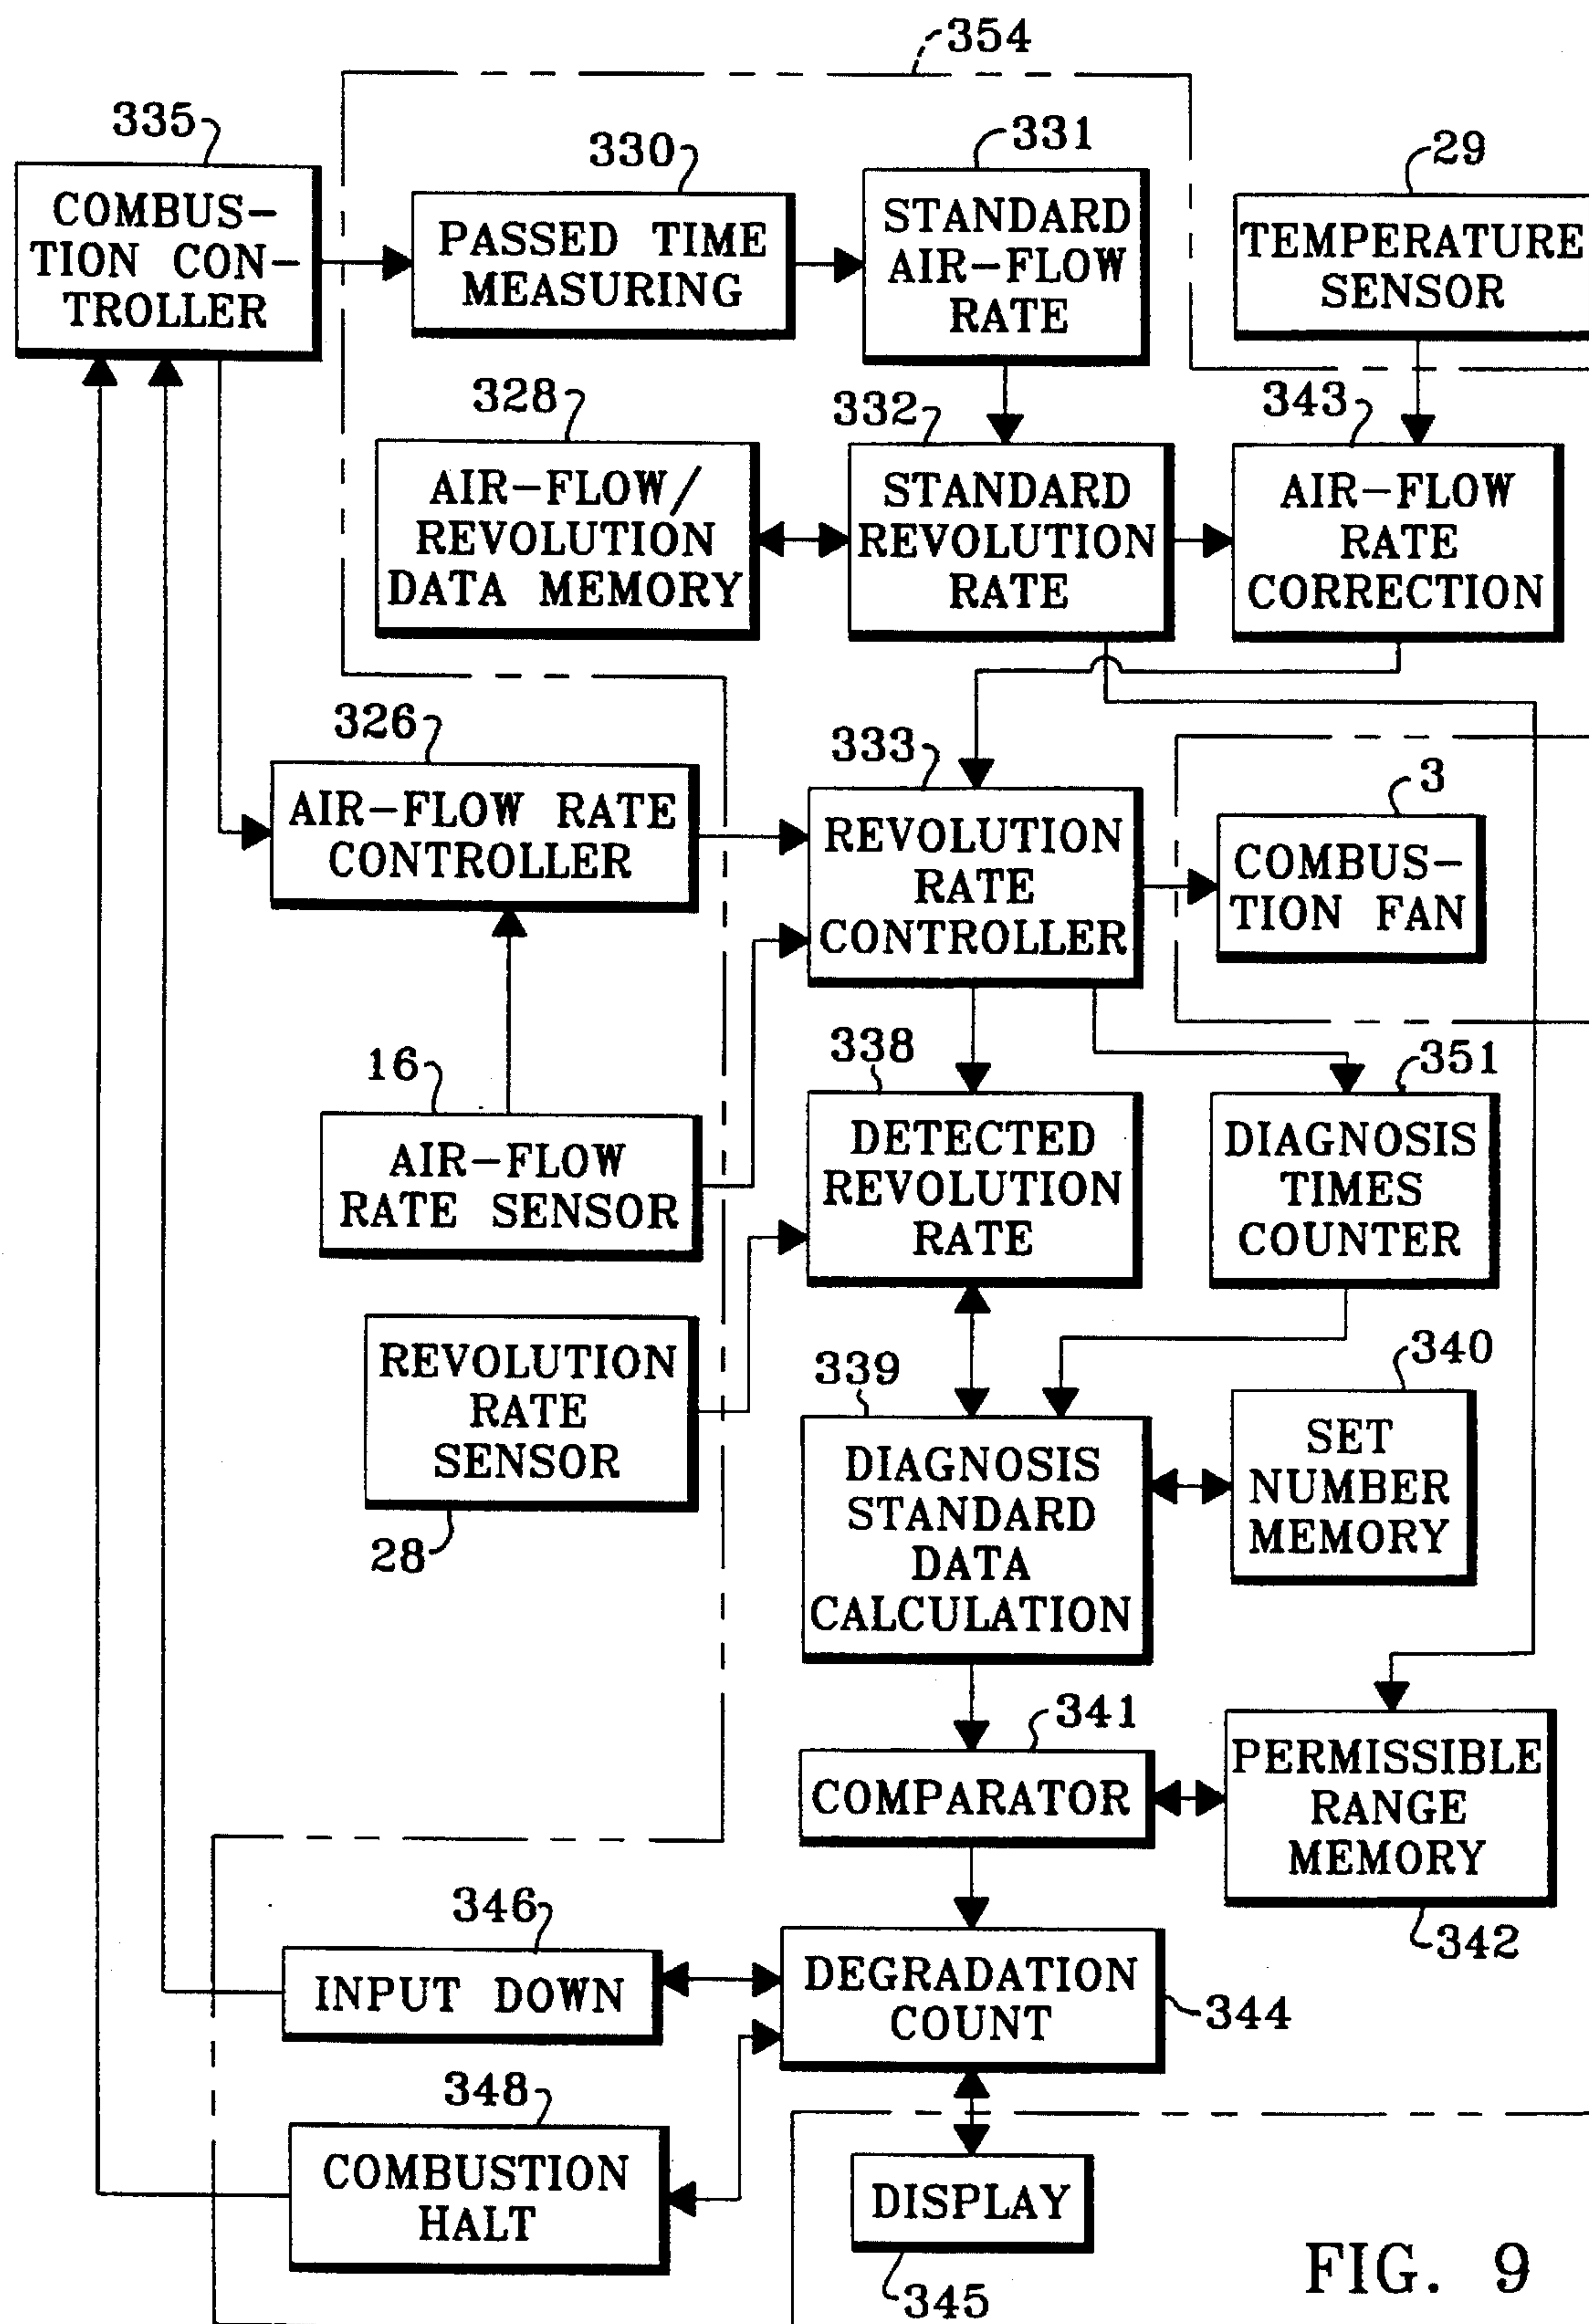 354
335
COMBUS-
TION CON-
TROLLER
330
PASSED TIME
MEASURING
331
STANDARD
AIR-FLOW
RATE
29
TEMPERATURE
SENSOR
328
AIR-FLOW/
REVOLUTION
DATA MEMORY
332
STANDARD
REVOLUTION
RATE
343
AIR-FLOW
RATE
CORRECTION
326
AIR-FLOW RATE
CONTROLLER
333
REVOLUTION
RATE
CONTROLLER
3
COMBUS-
TION FAN
16
AIR-FLOW
RATE SENSOR
338
DETECTED
REVOLUTION
RATE
351
DIAGNOSIS
TIMES
COUNTER
REVOLUTION
RATE
SENSOR
28
339
DIAGNOSIS
STANDARD
DATA
CALCULATION
340
SET
NUMBER
MEMORY
341
COMPARATOR
PERMISSIBLE
RANGE
MEMORY
342
346
INPUT DOWN
DEGRADATION
COUNT
344
348
COMBUSTION
HALT
DISPLAY
345
FIG. 9